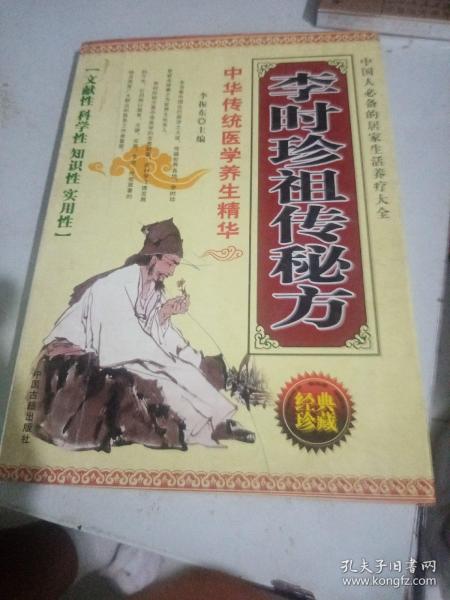 中国人必备的居家生活养疗大全
李时珍祖传秘方
经典
珍藏
中华传统医学养生精华
李振东◎主编
【文献性 科学性 知识性 实用性】
中国古籍出版社
孔夫子旧书网
www.kongfz.com